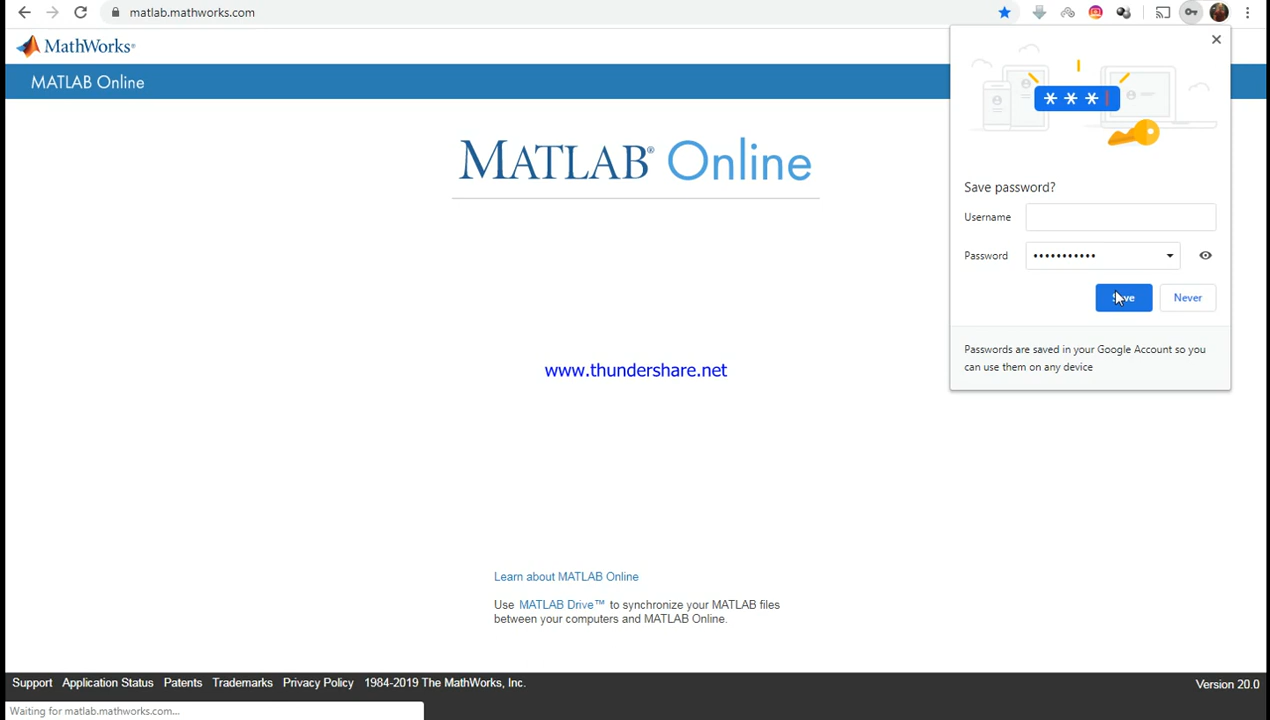 matlab.mathworks.com
MathWorks®
MATLAB Online
MATLAB® Online
Save password?
Username
Password
Save
Never
Passwords are saved in your Google Account so you
can use them on any device
www.thundershare.net
Learn about MATLAB Online
Use MATLAB Drive™ to synchronize your MATLAB files
between your computers and MATLAB Online.
Support Application Status Patents Trademarks Privacy Policy 1984-2019 The MathWorks, Inc.
Version 20.0
Waiting for matlab.mathworks.com...